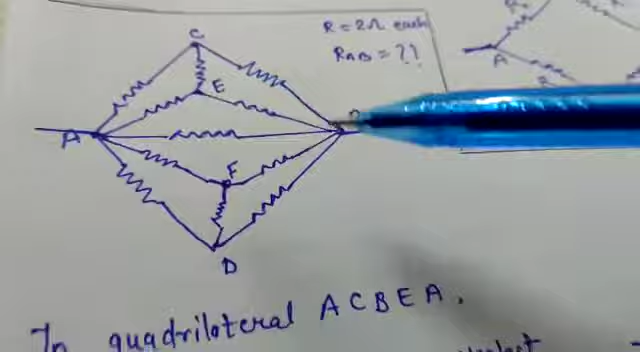 R = 2Ω each
RAB = ??
C
E
A
F
D
A
In quadrilateral ACBEA,